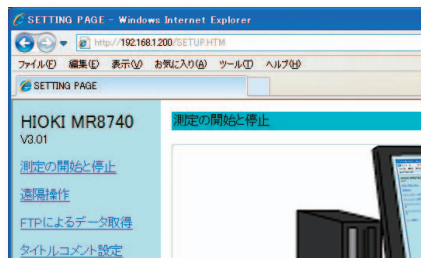 SETTING PAGE - Windows Internet Explorer
http://192.168.1.200/SETUP.HTM
ファイル(F) 編集(E) 表示(V) お気に入り(A) ツール(T) ヘルプ(H)
SETTING PAGE
HIOKI MR8740
V3.01
測定の開始と停止
遠隔操作
FTPによるデータ取得
タイトルコメント設定
測定の開始と停止